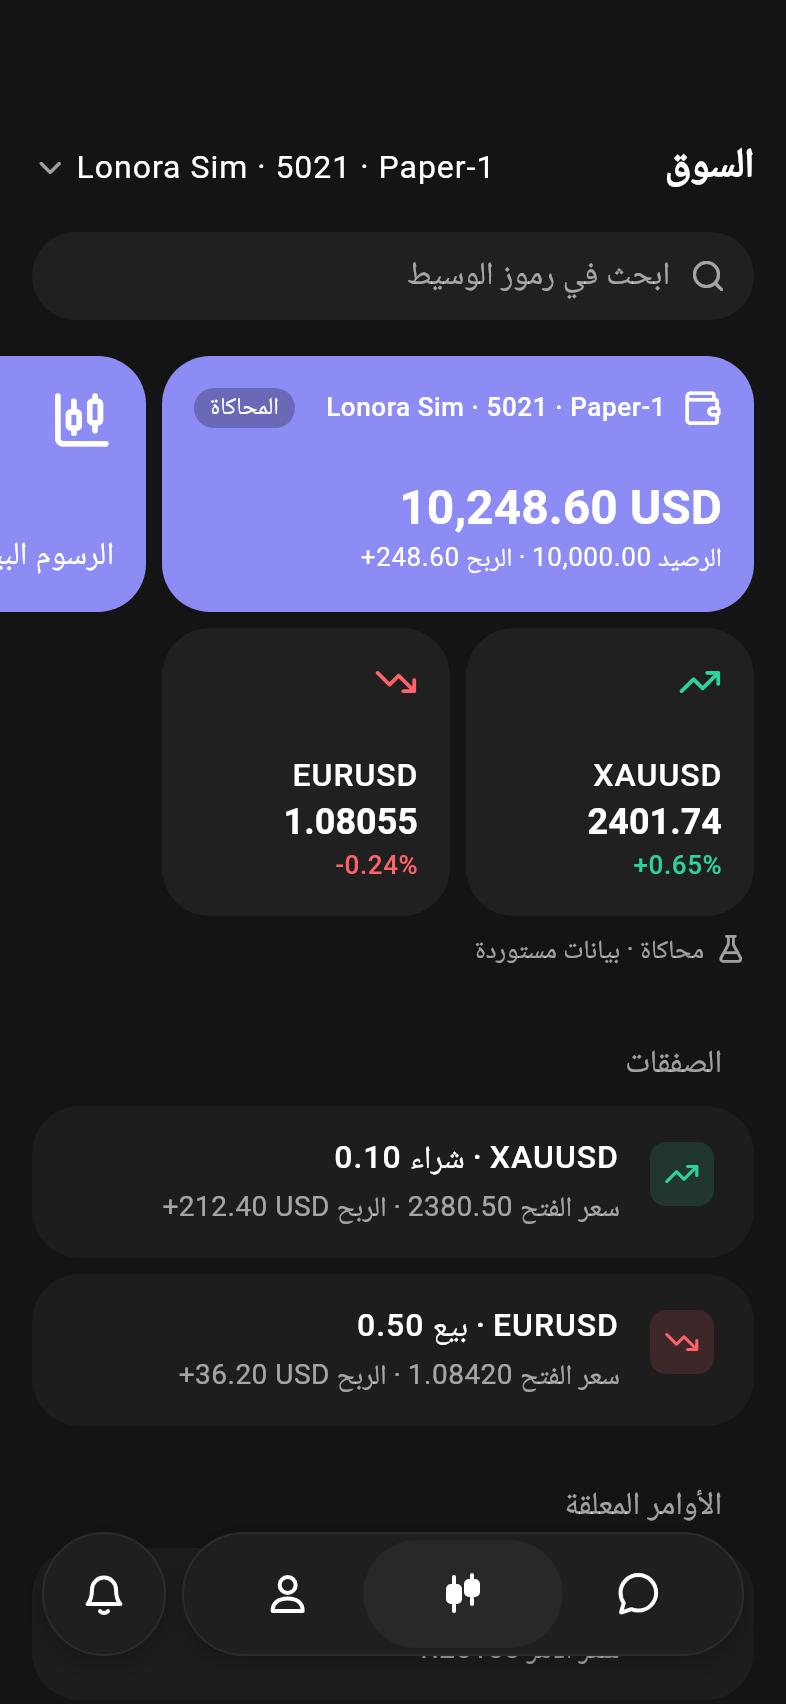 السوق
Lonora Sim · 5021 · Paper-1
ابحث في رموز الوسيط
Lonora Sim · 5021 · Paper-1
المحاكاة
10,248.60 USD
الرصيد 10,000.00 · الربح +248.60
الرسوم
XAUUSD
2401.74
+0.65%
EURUSD
1.08055
-0.24%
محاكاة · بيانات مستوردة
الصفقات
XAUUSD · شراء 0.10
سعر الفتح 2380.50 · الربح +212.40 USD
EURUSD · بيع 0.50
سعر الفتح 1.08420 · الربح +36.20 USD
الأوامر المعلقة